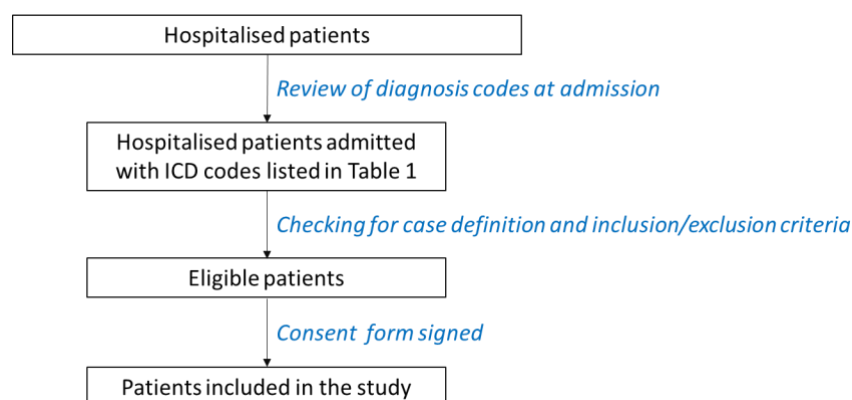 Hospitalised patients
Review of diagnosis codes at admission
Hospitalised patients admitted
with ICD codes listed in Table 1
Checking for case definition and inclusion/exclusion criteria
Eligible patients
Consent form signed
Patients included in the study